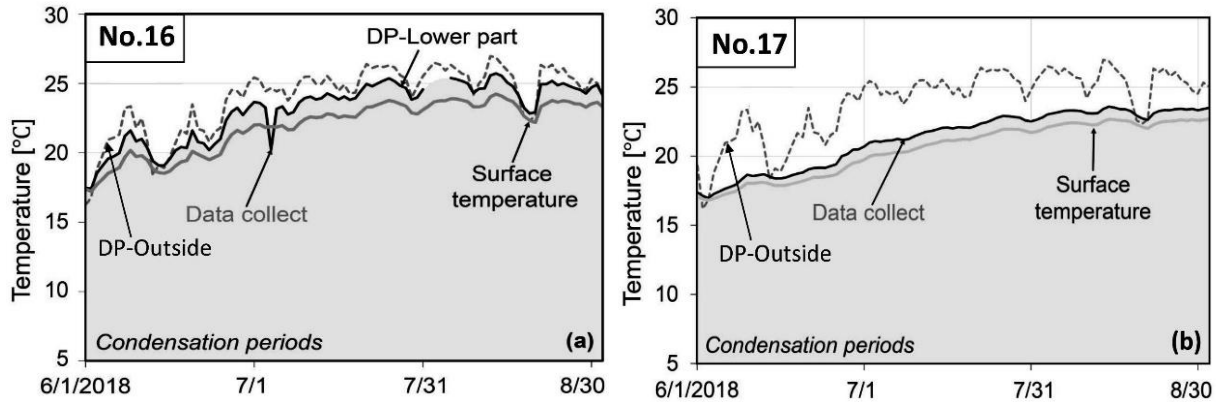 No.16
DP-Lower part
Temperature [℃]
30
25
20
15
10
5
Surface
temperature
Data collect
DP-Outside
Condensation periods
(a)
6/1/2018
7/1
7/31
8/30
No.17
Temperature [℃]
30
25
20
15
10
5
Surface
temperature
Data collect
DP-Outside
Condensation periods
(b)
6/1/2018
7/1
7/31
8/30